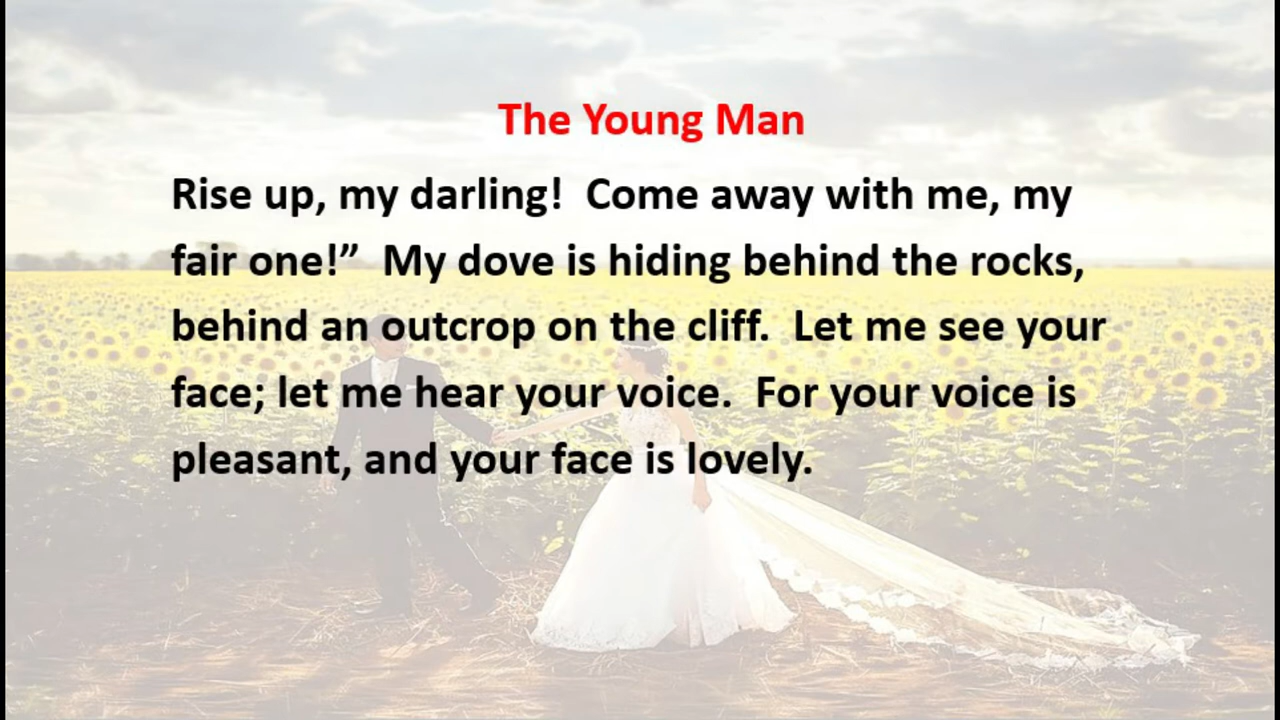 The Young Man
Rise up, my darling!  Come away with me, my
fair one!”  My dove is hiding behind the rocks,
behind an outcrop on the cliff.  Let me see your
face; let me hear your voice.  For your voice is
pleasant, and your face is lovely.